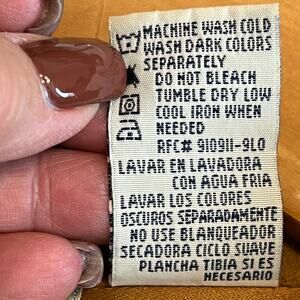 MACHINE WASH COLD
WASH DARK COLORS
SEPARATELY
DO NOT BLEACH
TUMBLE DRY LOW
COOL IRON WHEN
NEEDED
RFC# 910911-9L0
LAVAR EN LAVADORA
CON AGUA FRIA
LAVAR LOS COLORES
OSCUROS SEPARADAMENTE
NO USE BLANQUEADOR
SECADORA CICLO SUAVE
PLANCHA TIBIA SI ES
NECESARIO